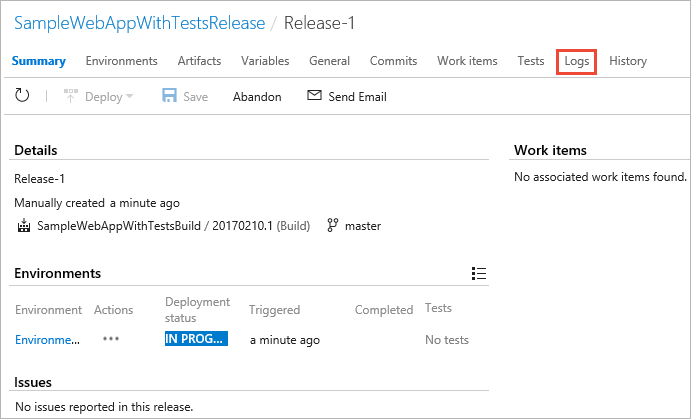 SampleWebAppWithTestsRelease / Release-1
Summary Environments Artifacts Variables General Commits Work items Tests Logs History
Deploy Save Abandon Send Email
Details
Release-1
Manually created a minute ago
SampleWebAppWithTestsBuild / 20170210.1 (Build) master
Work items
No associated work items found.
Environments
Environment Actions Deployment status Triggered Completed Tests
Environme... ••• IN PROG... a minute ago No tests
Issues
No issues reported in this release.